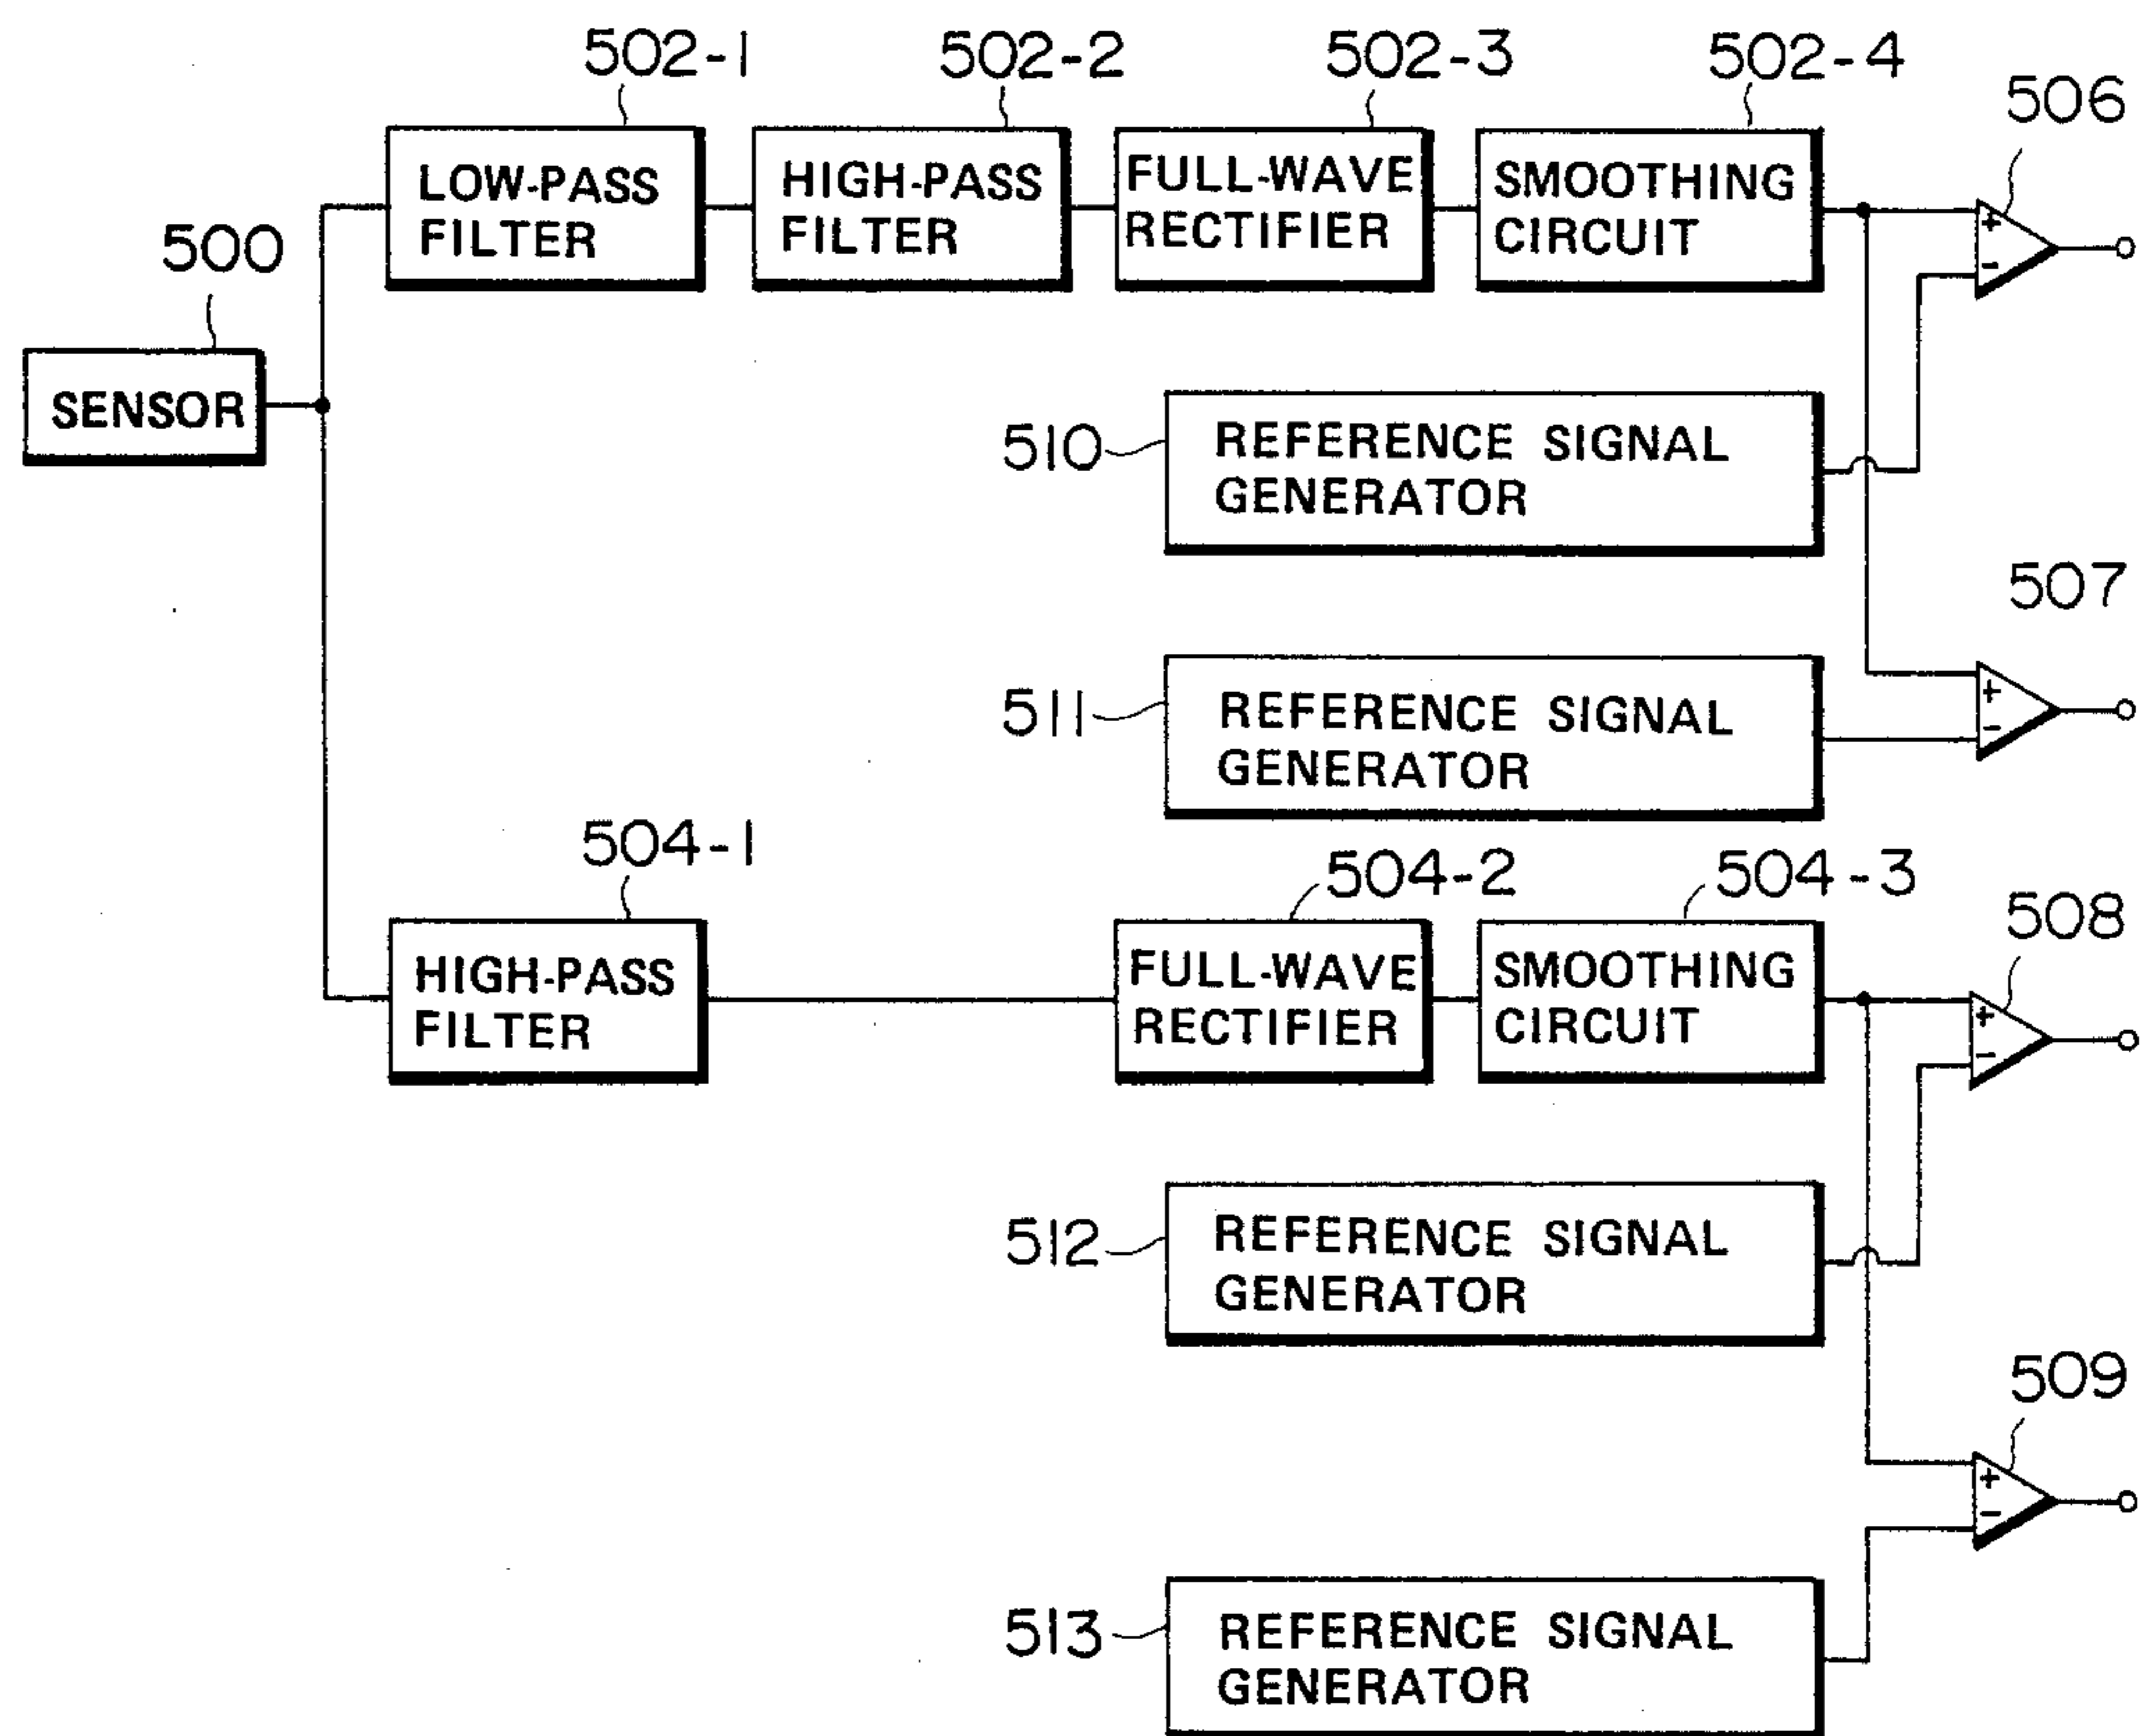 502-1
502-2
502-3
502-4
506
LOW-PASS
FILTER
HIGH-PASS
FILTER
FULL-WAVE
RECTIFIER
SMOOTHING
CIRCUIT
+
-
500
SENSOR
510
REFERENCE SIGNAL
GENERATOR
507
511
REFERENCE SIGNAL
GENERATOR
+
-
504-1
504-2
504-3
508
HIGH-PASS
FILTER
FULL-WAVE
RECTIFIER
SMOOTHING
CIRCUIT
+
-
512
REFERENCE SIGNAL
GENERATOR
509
+
-
513
REFERENCE SIGNAL
GENERATOR